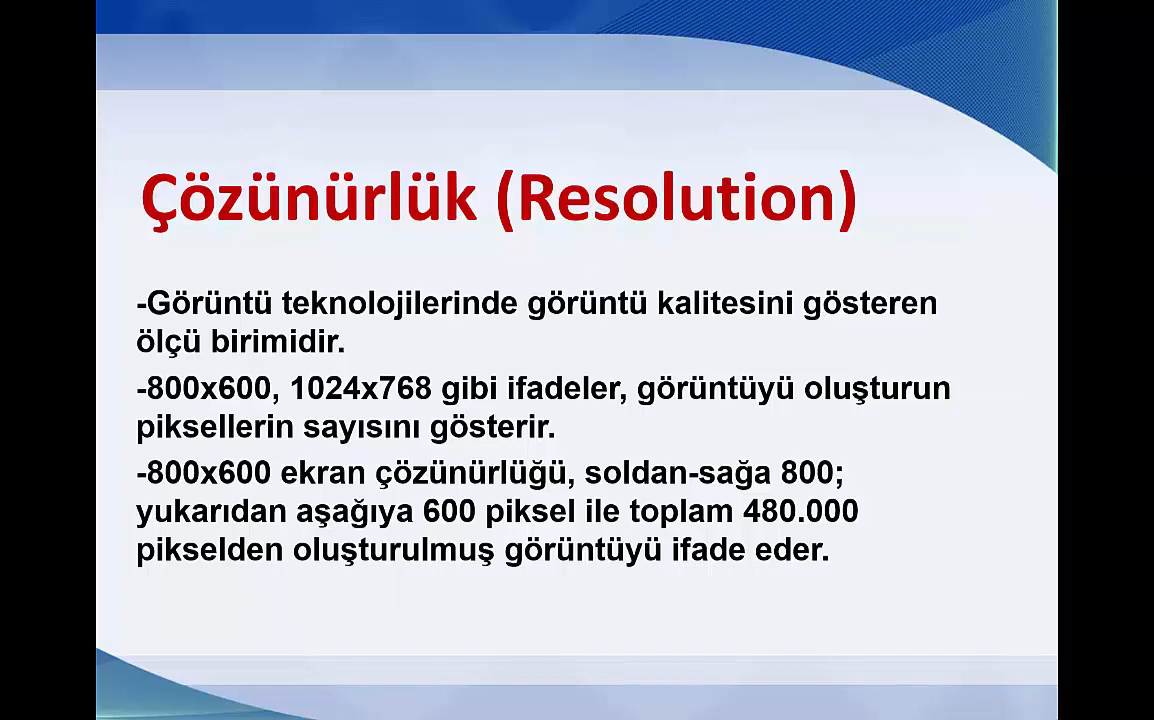 Çözünürlük (Resolution)
-Görüntü teknolojilerinde görüntü kalitesini gösteren
ölçü birimidir.
-800x600, 1024x768 gibi ifadeler, görüntüyü oluşturun
piksellerin sayısını gösterir.
-800x600 ekran çözünürlüğü, soldan-sağa 800;
yukarıdan aşağıya 600 piksel ile toplam 480.000
pikselden oluşturulmuş görüntüyü ifade eder.